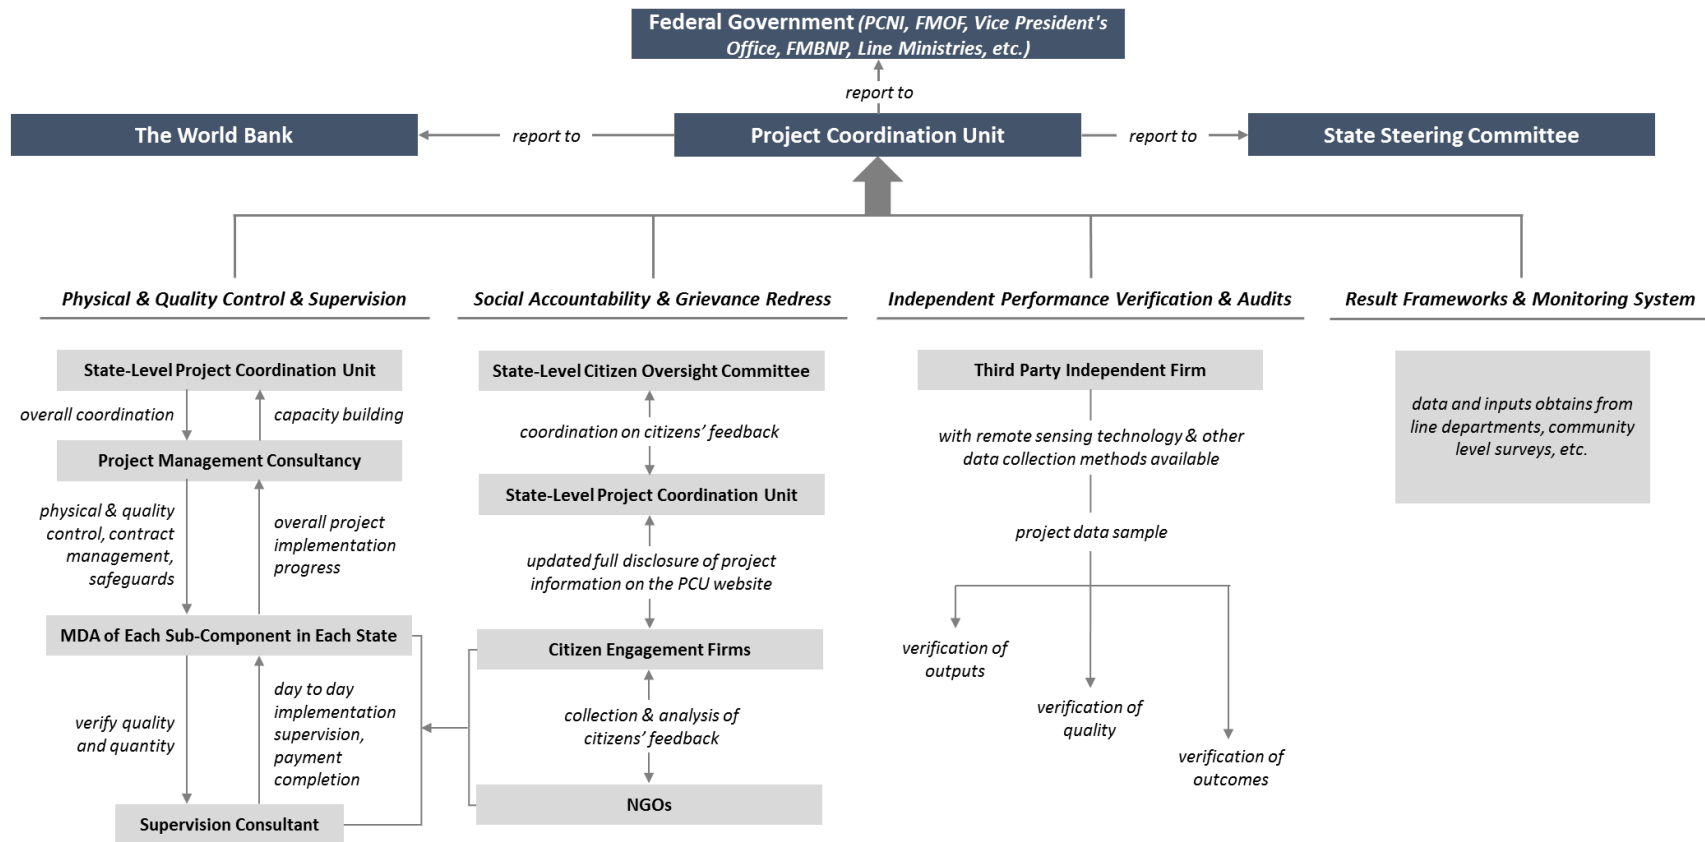 Federal Government (PCNI, FMOF, Vice President's
Office, FMBNP, Line Ministries, etc.)
report to
The World Bank
report to
Project Coordination Unit
report to
State Steering Committee
Physical & Quality Control & Supervision
Social Accountability & Grievance Redress
Independent Performance Verification & Audits
Result Frameworks & Monitoring System
State-Level Project Coordination Unit
overall coordination
capacity building
Project Management Consultancy
physical & quality
control, contract
management,
safeguards
overall project
implementation
progress
MDA of Each Sub-Component in Each State
verify quality
and quantity
day to day
implementation
supervision,
payment
completion
Supervision Consultant
State-Level Citizen Oversight Committee
coordination on citizens’ feedback
State-Level Project Coordination Unit
updated full disclosure of project
information on the PCU website
Citizen Engagement Firms
collection & analysis of
citizens’ feedback
NGOs
Third Party Independent Firm
with remote sensing technology & other
data collection methods available
project data sample
verification of
outputs
verification of
quality
verification of
outcomes
data and inputs obtains from
line departments, community
level surveys, etc.